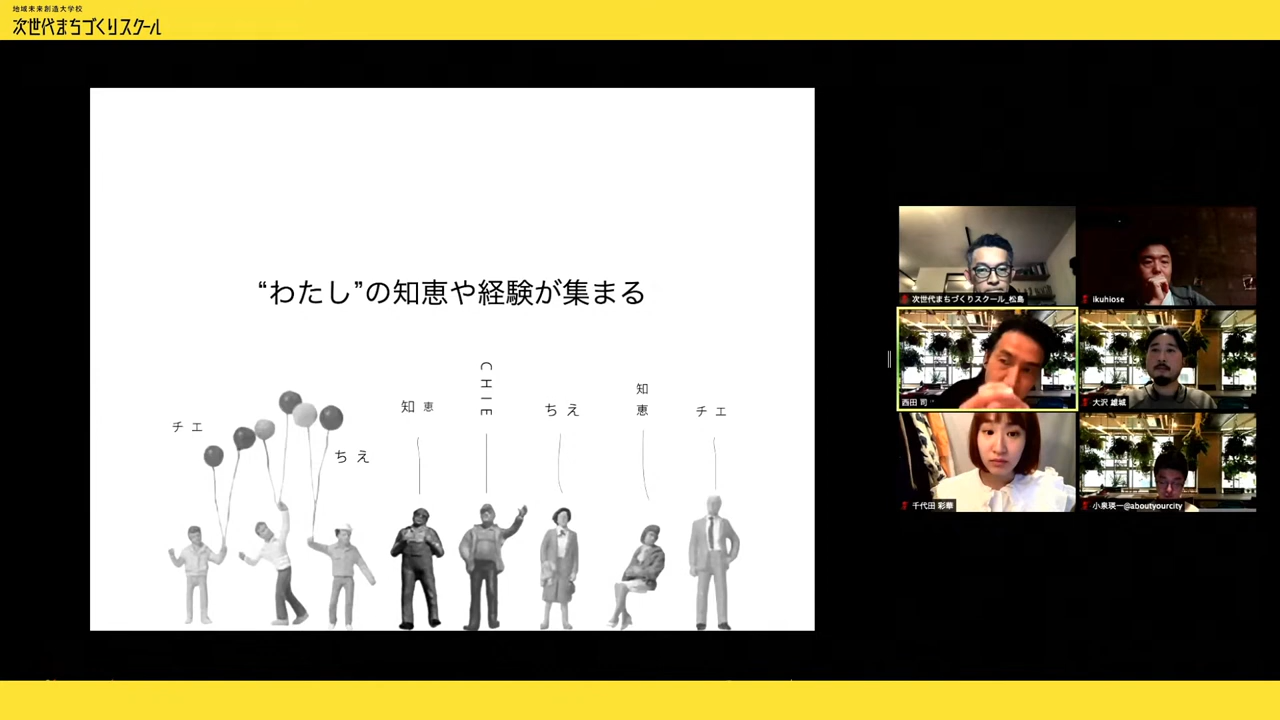 地域未来創造大学校
次世代まちづくりスクール
“わたし”の知恵や経験が集まる
チエ
ちえ
知恵
CHIE
ちえ
知恵
チエ
次世代まちづくりスクール_松島
ikuhiose
西田 司
大沢 雄城
千代田 彩華
小泉瑛一@aboutyourcity